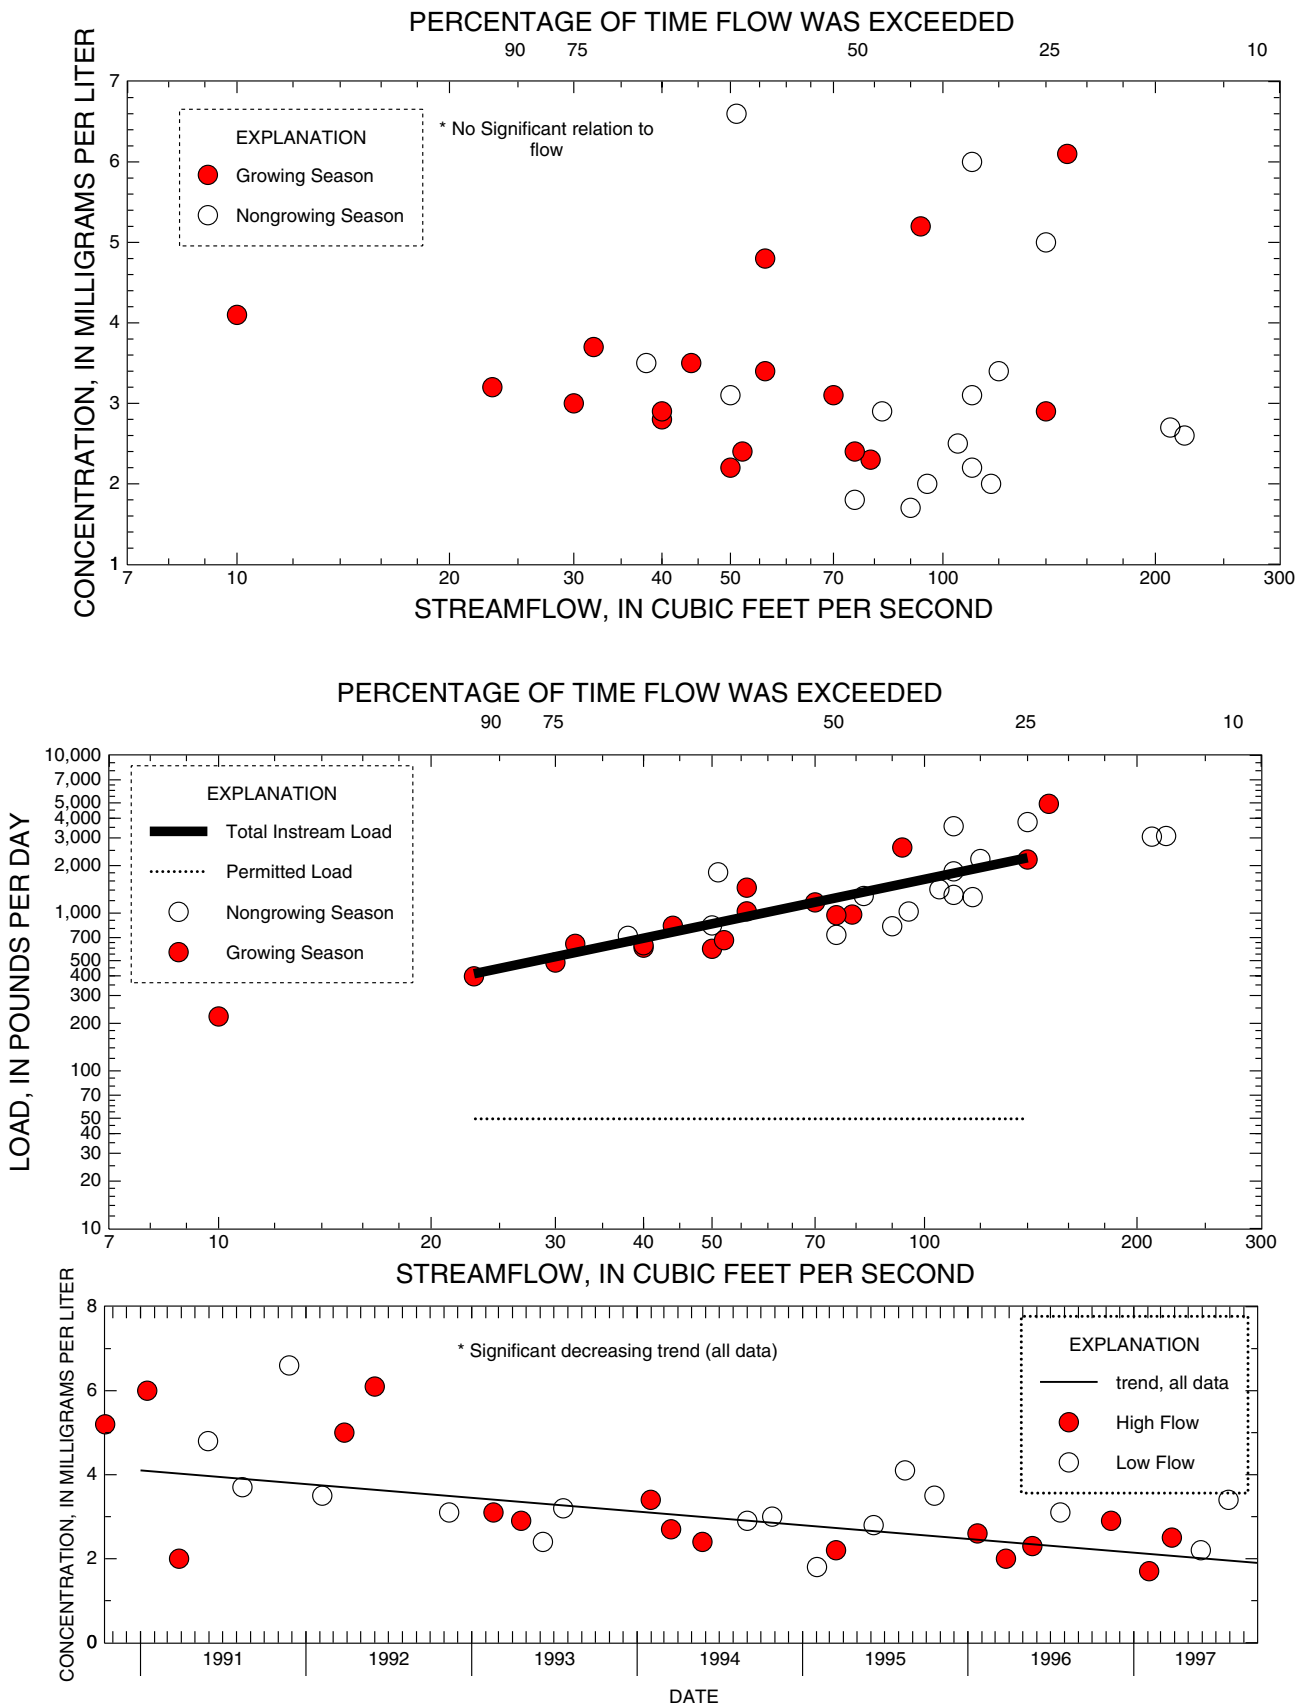 PERCENTAGE OF TIME FLOW WAS EXCEEDED
90 75 50 25 10
CONCENTRATION, IN MILLIGRAMS PER LITER
7
6
5
4
3
2
1
EXPLANATION
Growing Season
Nongrowing Season
* No Significant relation to
flow
7 10 20 30 40 50 70 100 200 300
STREAMFLOW, IN CUBIC FEET PER SECOND
PERCENTAGE OF TIME FLOW WAS EXCEEDED
90 75 50 25 10
LOAD, IN POUNDS PER DAY
10,000
7,000
5,000
4,000
3,000
2,000
1,000
700
500
400
300
200
100
70
50
40
30
20
10
EXPLANATION
Total Instream Load
Permitted Load
Nongrowing Season
Growing Season
7 10 20 30 40 50 70 100 200 300
STREAMFLOW, IN CUBIC FEET PER SECOND
CONCENTRATION, IN MILLIGRAMS PER LITER
8
6
4
2
0
* Significant decreasing trend (all data)
EXPLANATION
trend, all data
High Flow
Low Flow
1991 1992 1993 1994 1995 1996 1997
DATE